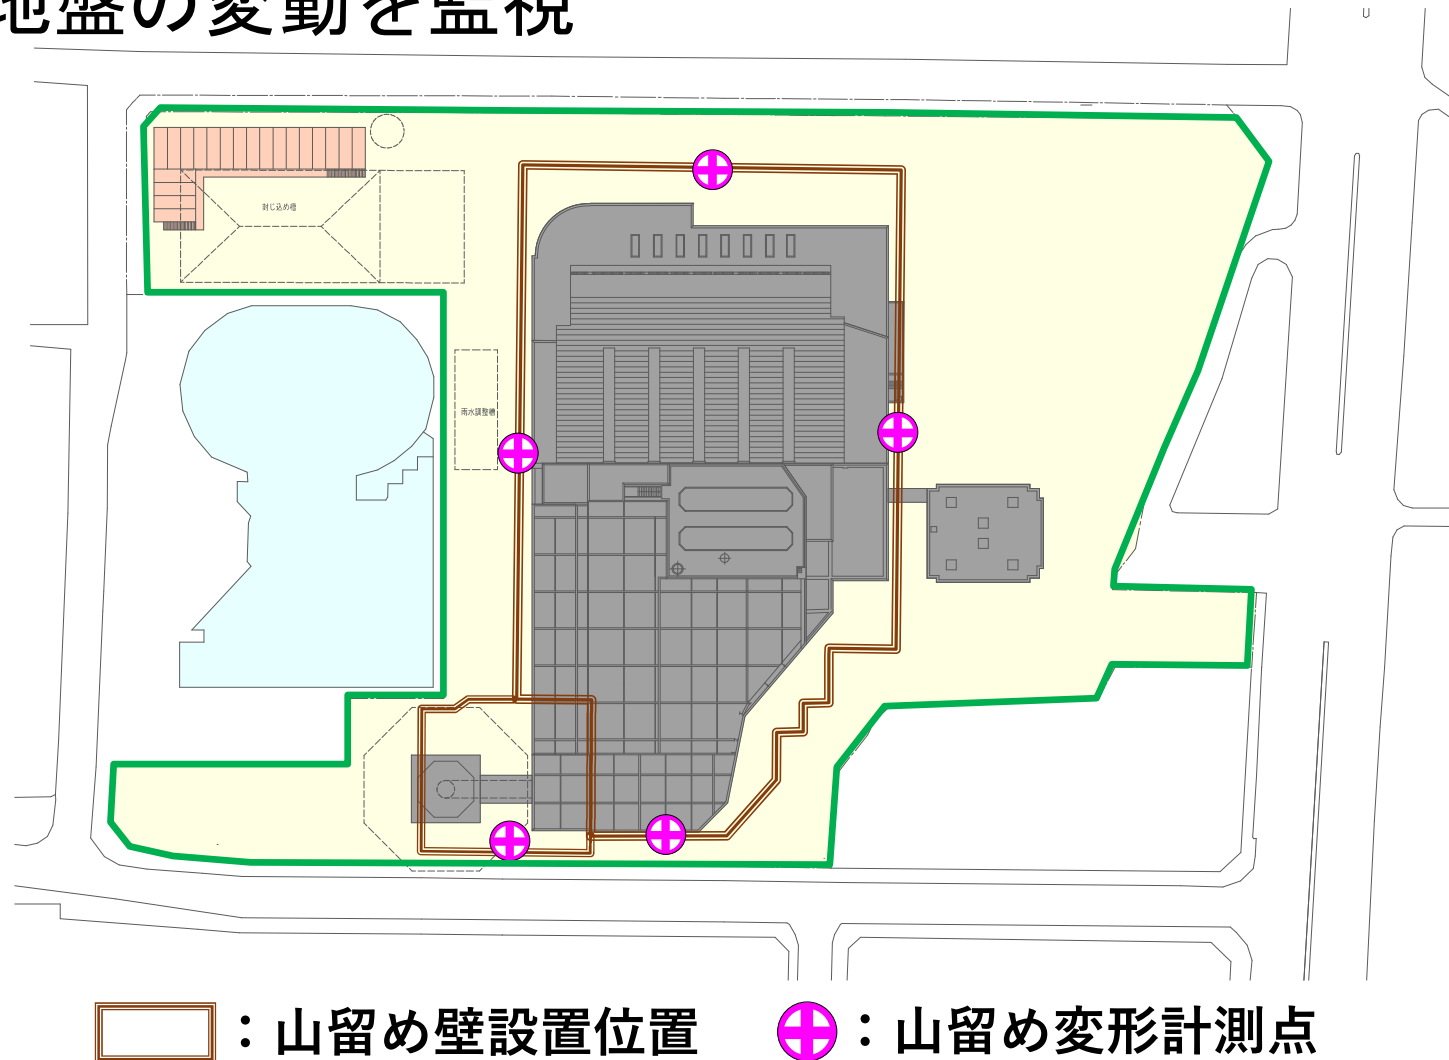 地盤の変動を監視
封じ込め槽
雨水調整槽
：山留め壁設置位置
：山留め変形計測点